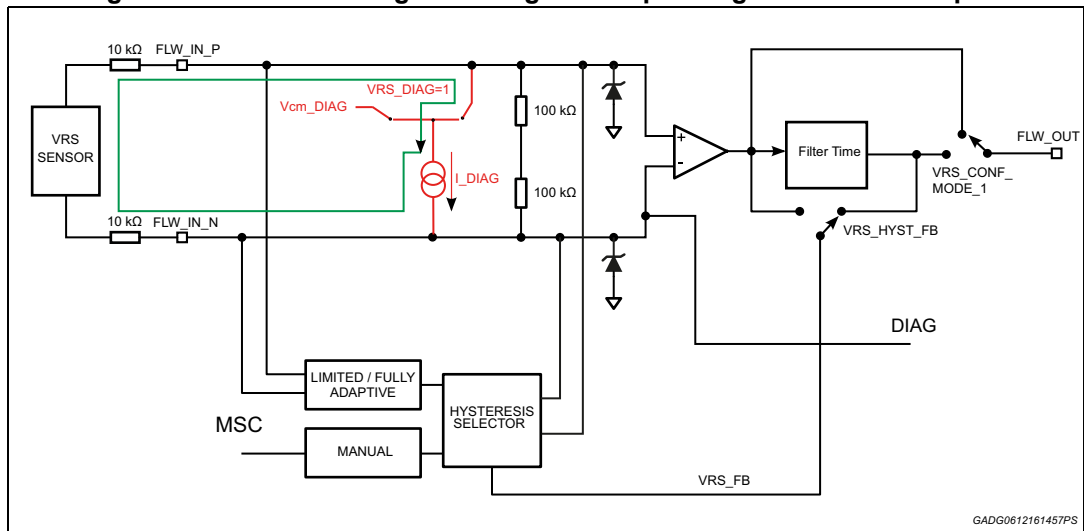 10 kΩ
FLW_IN_P
VRS_DIAG=1
Vcm_DIAG
100 kΩ
VRS
SENSOR
+
-
Filter Time
FLW_OUT
VRS_CONF_
MODE_1
I_DIAG
100 kΩ
10 kΩ
FLW_IN_N
VRS_HYST_FB
DIAG
LIMITED / FULLY
ADAPTIVE
HYSTERESIS
SELECTOR
MSC
MANUAL
VRS_FB
GADG0612161457PS